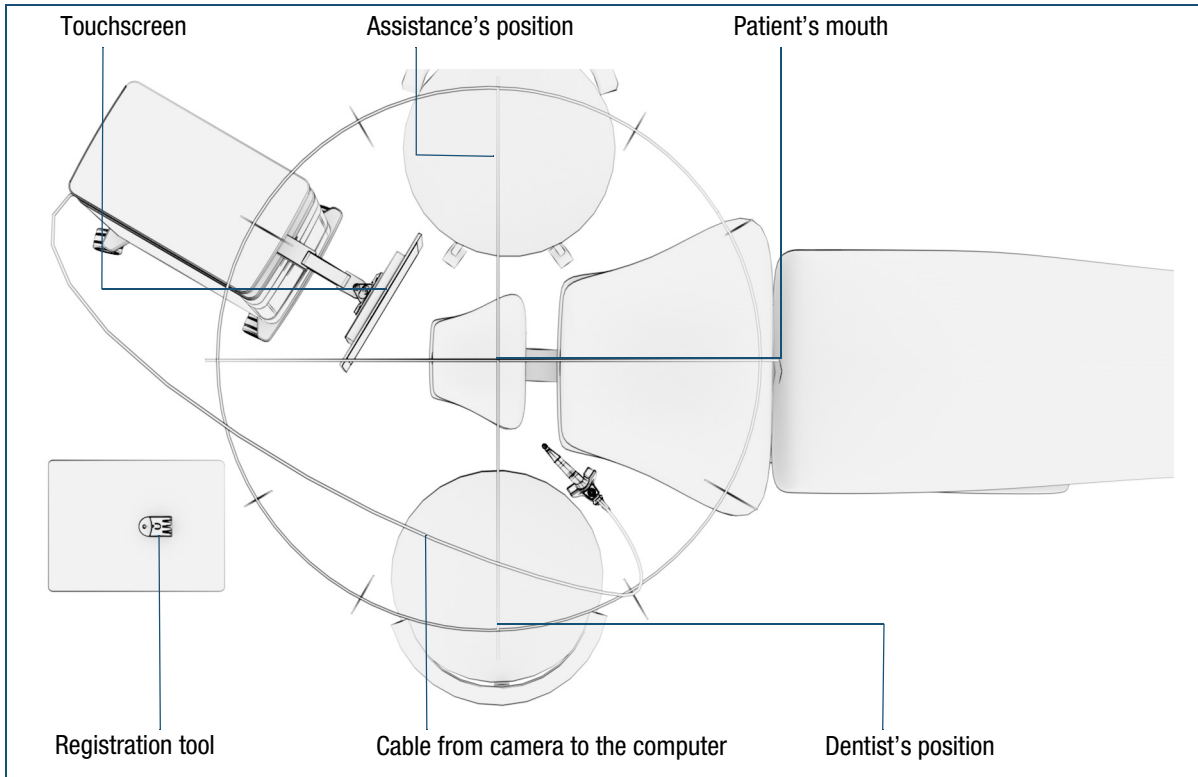 Touchscreen
Assistance's position
Patient's mouth
Registration tool
Cable from camera to the computer
Dentist's position